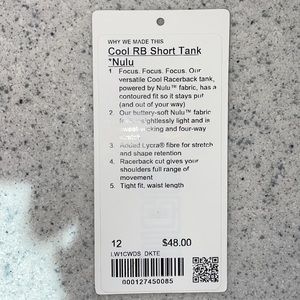 WHY WE MADE THIS
Cool RB Short Tank
*Nulu
1 Focus. Focus. Focus. Our
versatile Cool Racerback tank,
powered by Nulu™ fabric, has a
contoured fit so it stays put
(and out of your way)
2. Our buttery-soft Nulu™ fabric
weightlessly light and is
sweat-wicking and four-way
3. Added Lycra® fibre for stretch
and shape retention
4. Racerback cut gives your
shoulders full range of
movement
5. Tight fit, waist length
12 $48.00
LW1CWDS DKTE
000127450085